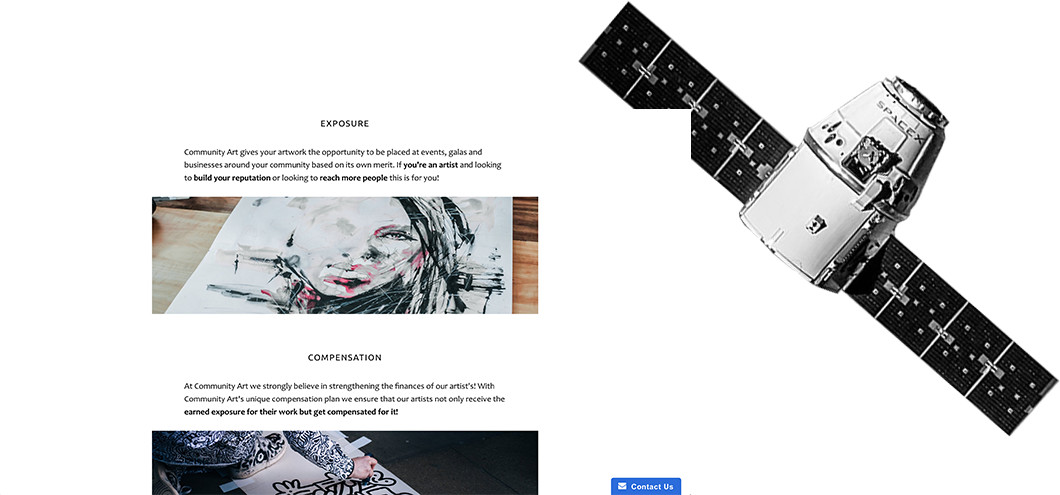 EXPOSURE
Community Art gives your artwork the opportunity to be placed at events, galas and
businesses around your community based on its own merit. If you're an artist and looking
to build your reputation or looking to reach more people this is for you!
COMPENSATION
At Community Art we strongly believe in strengthening the finances of our artist's! With
Community Art's unique compensation plan we ensure that our artists not only receive the
earned exposure for their work but get compensated for it!
SPACEX
Contact Us